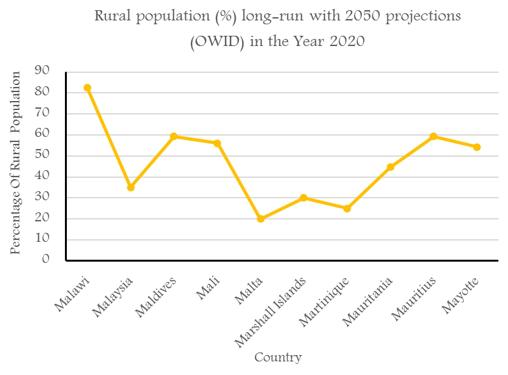 Rural population (%) long-run with 2050 projections
(OWID) in the Year 2020
Percentage Of Rural Population
90
80
70
60
50
40
30
20
10
0
Malawi
Malaysia
Maldives
Mali
Malta
Marshall Islands
Martinique
Mauritania
Mauritius
Mayotte
Country